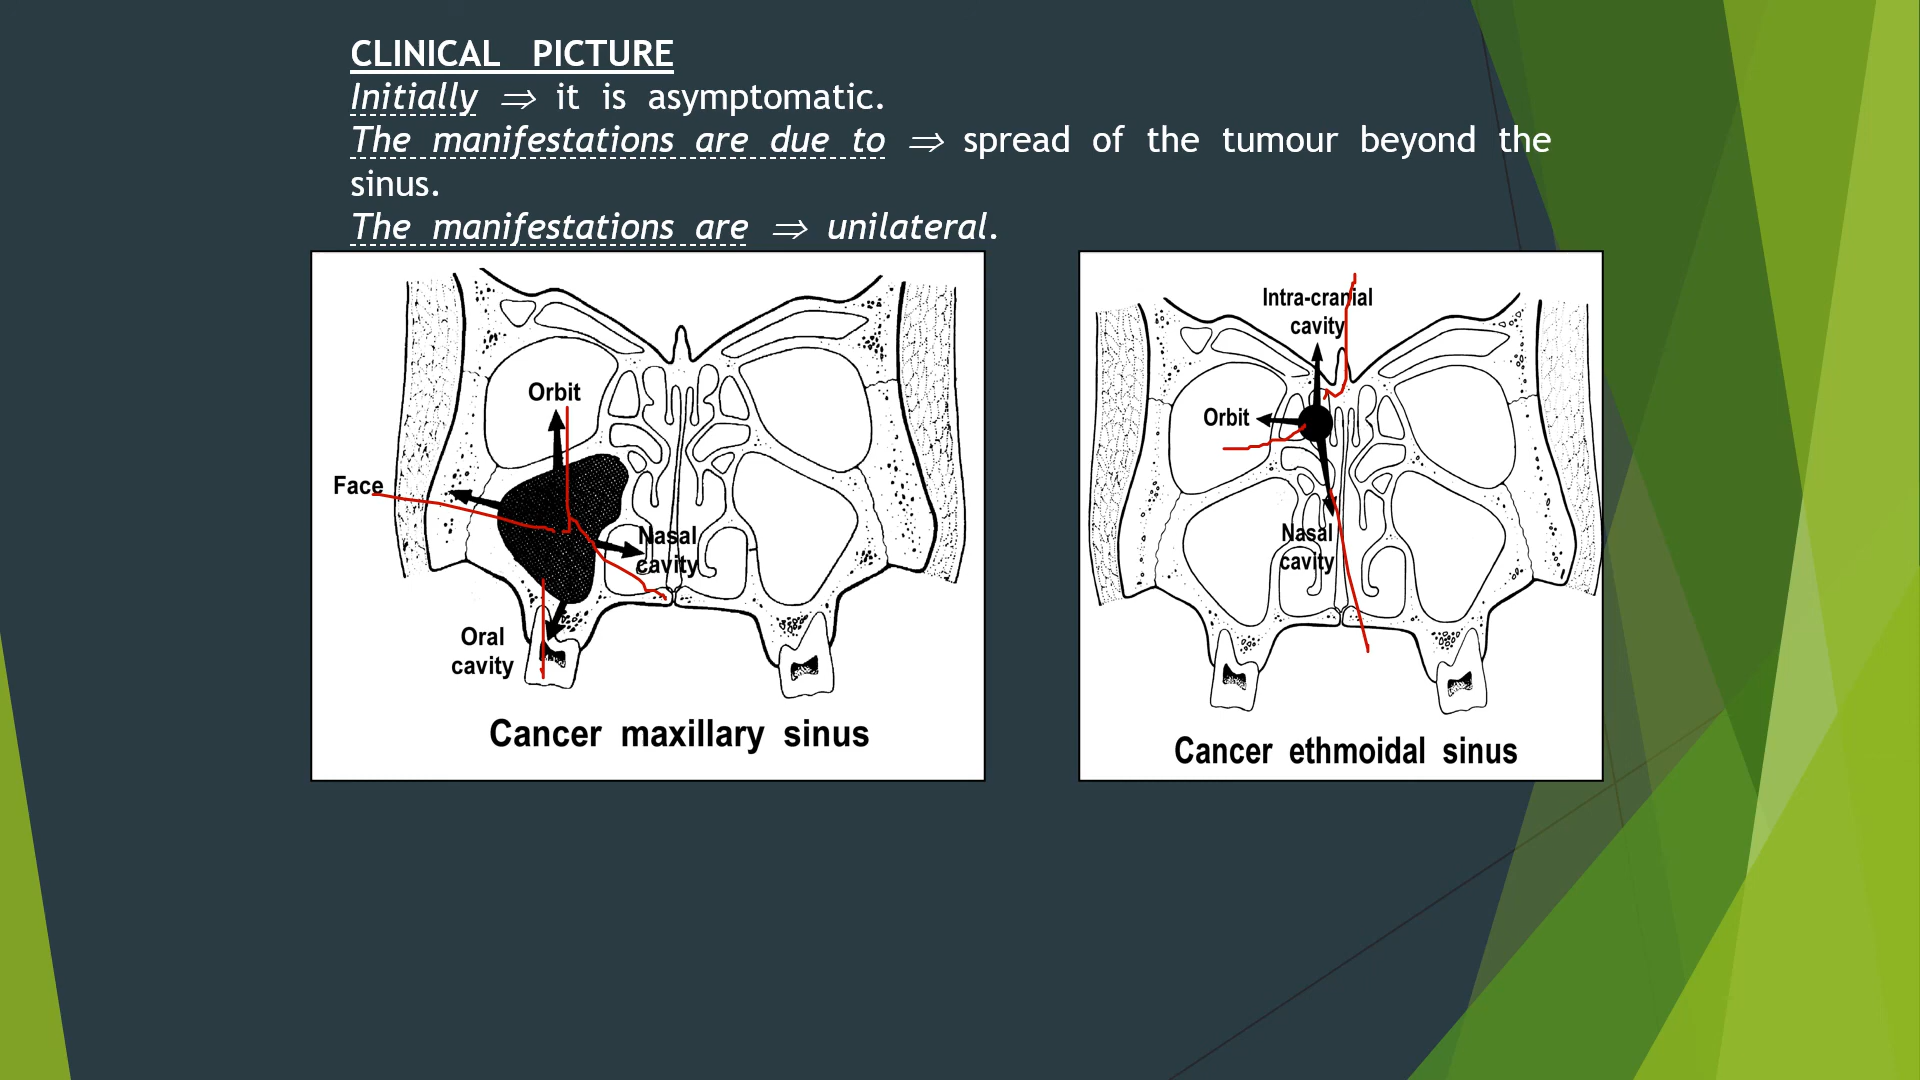 CLINICAL PICTURE
Initially ⇒ it is asymptomatic.
The manifestations are due to ⇒ spread of the tumour beyond the
sinus.
The manifestations are ⇒ unilateral.
Orbit
Face
Nasal
cavity
Oral
cavity
Cancer maxillary sinus
Intra-cranial
cavity
Orbit
Nasal
cavity
Cancer ethmoidal sinus